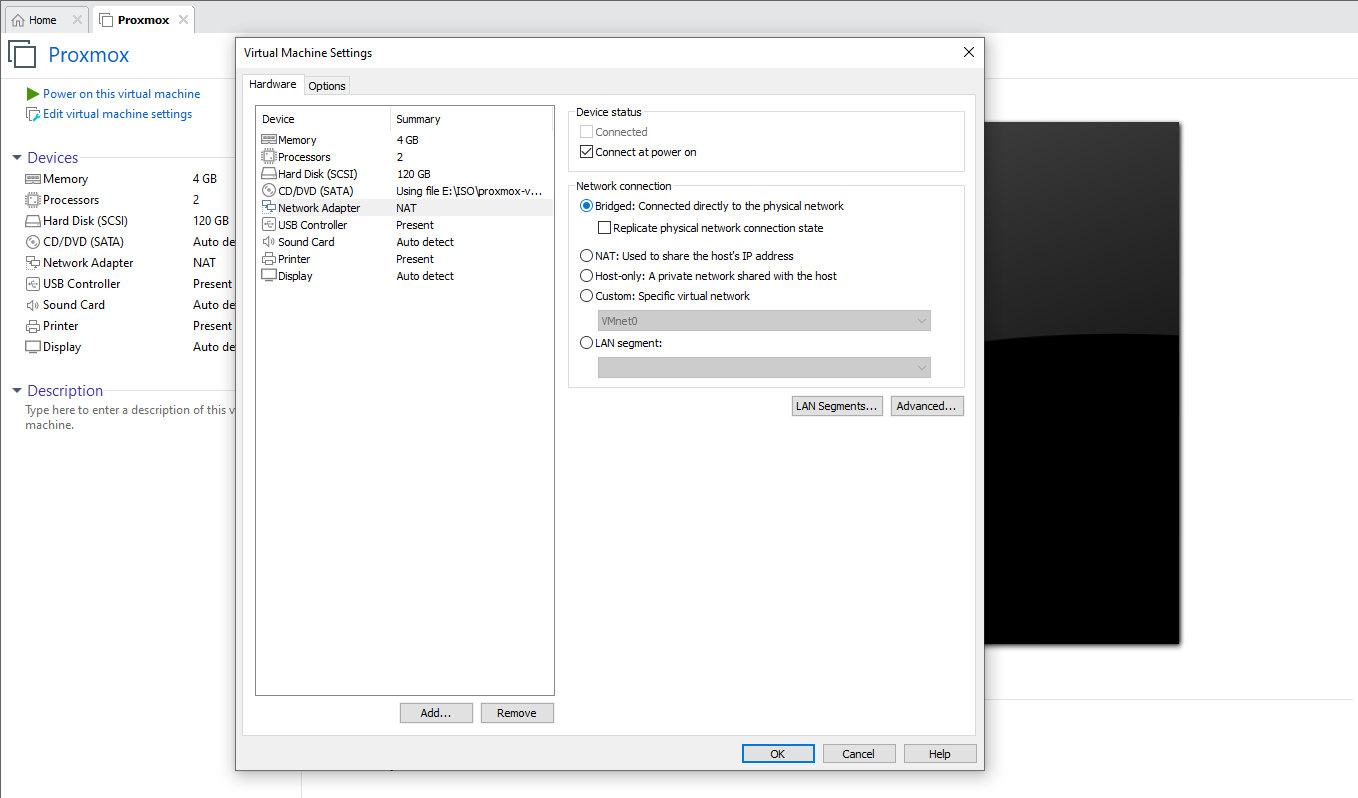 Home
Proxmox
Proxmox
Power on this virtual machine
Edit virtual machine settings
Devices
Memory 4 GB
Processors 2
Hard Disk (SCSI) 120 GB
CD/DVD (SATA) Auto de
Network Adapter NAT
USB Controller Present
Sound Card Auto de
Printer Present
Display Auto de
Description
Type here to enter a description of this v
machine.
Virtual Machine Settings
Hardware Options
Device Summary
Memory 4 GB
Processors 2
Hard Disk (SCSI) 120 GB
CD/DVD (SATA) Using file E:\ISO\proxmox-v...
Network Adapter NAT
USB Controller Present
Sound Card Auto detect
Printer Present
Display Auto detect
Add...
Remove
Device status
Connected
Connect at power on
Network connection
Bridged: Connected directly to the physical network
Replicate physical network connection state
NAT: Used to share the host's IP address
Host-only: A private network shared with the host
Custom: Specific virtual network
VMnet0
LAN segment:
LAN Segments...
Advanced...
OK
Cancel
Help